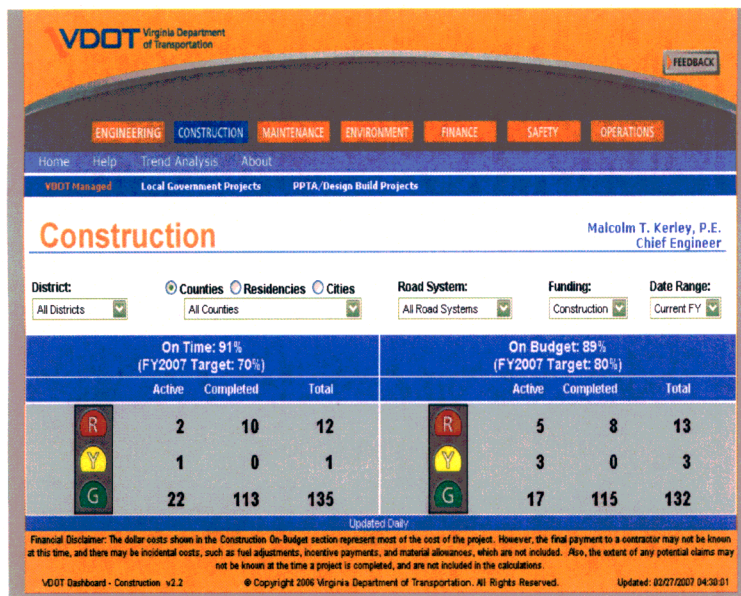 VDOT Virginia Department
of Transportation
FEEDBACK
ENGINEERING CONSTRUCTION MAINTENANCE ENVIRONMENT FINANCE SAFETY OPERATIONS
Home Help Trend Analysis About
VDOT Managed Local Government Projects PPTA/Design Build Projects
Construction
Malcolm T. Kerley, P.E.
Chief Engineer
District: Counties Residencies Cities Road System: Funding: Date Range:
All Districts All Counties All Road Systems Construction Current FY
On Time: 91% On Budget: 89%
(FY2007 Target: 70%) (FY2007 Target: 80%)
Active Completed Total Active Completed Total
R 2 10 12 R 5 8 13
Y 1 0 1 Y 3 0 3
G 22 113 135 G 17 115 132
Updated Daily
Financial Disclaimer: The dollar costs shown in the Construction On-Budget section represent most of the cost of the project. However, the final payment to a contractor may not be known
at this time, and there may be incidental costs, such as fuel adjustments, incentive payments, and material allowances, which are not included. Also, the extent of any potential claims may
not be known at the time a project is completed, and are not included in the calculations.
VDOT Dashboard - Construction v2.2 © Copyright 2006 Virginia Department of Transportation. All Rights Reserved. Updated: 02/27/2007 04:30:01